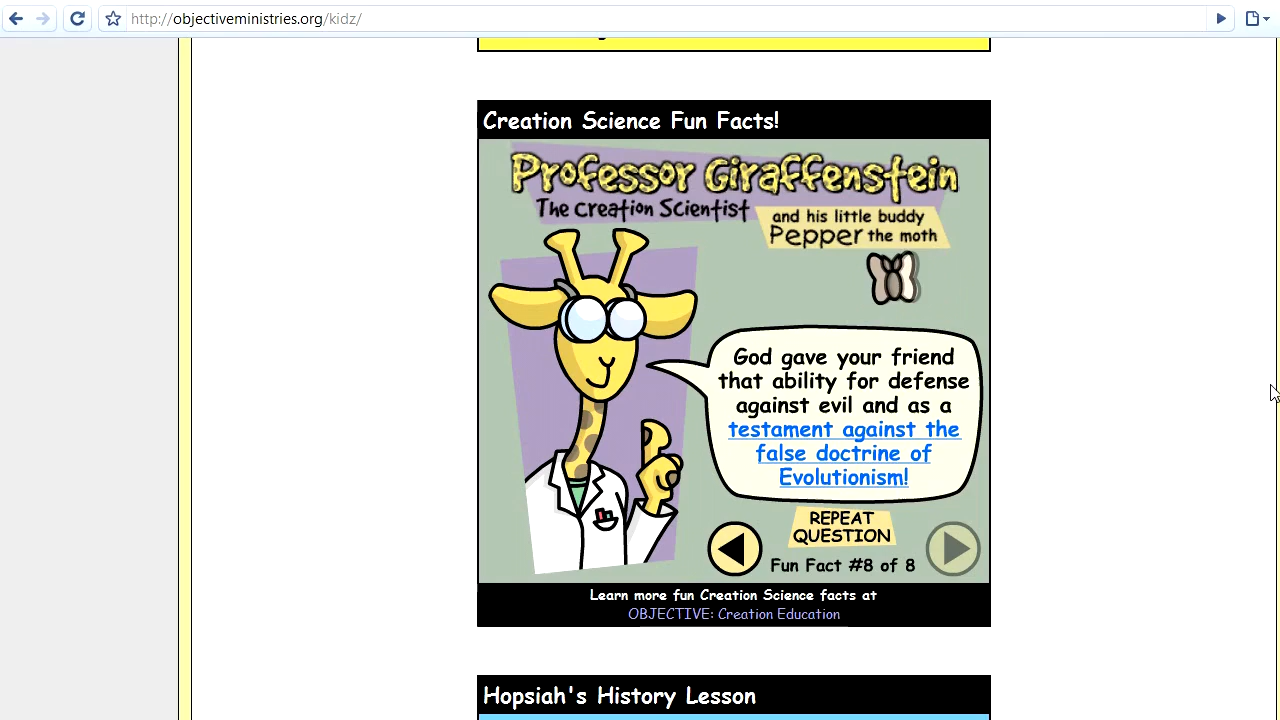 http://objectiveministries.org/kidz/
Creation Science Fun Facts!
Professor Giraffenstein
The Creation Scientist
and his little buddy
Pepper the moth
God gave your friend
that ability for defense
against evil and as a
testament against the
false doctrine of
Evolutionism!
REPEAT
QUESTION
Fun Fact #8 of 8
Learn more fun Creation Science facts at
OBJECTIVE: Creation Education
Hopsiah's History Lesson